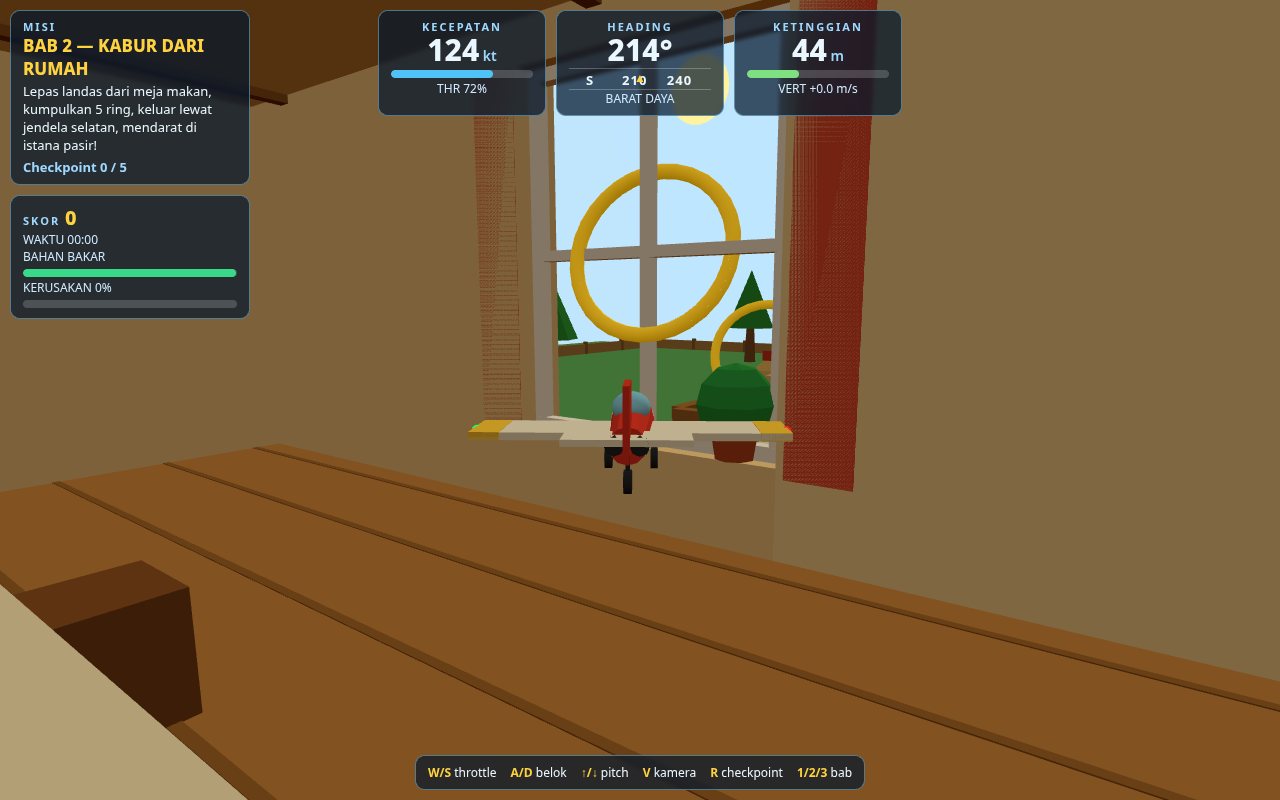 MISI
BAB 2 — KABUR DARI
RUMAH
Lepas landas dari meja makan,
kumpulkan 5 ring, keluar lewat
jendela selatan, mendarat di
istana pasir!
Checkpoint 0 / 5
SKOR 0
WAKTU 00:00
BAHAN BAKAR
KERUSAKAN 0%
KECEPATAN
124 kt
THR 72%
HEADING
214°
S 210 240
BARAT DAYA
KETINGGIAN
44 m
VERT +0.0 m/s
W/S throttle A/D belok ↑/↓ pitch V kamera R checkpoint 1/2/3 bab